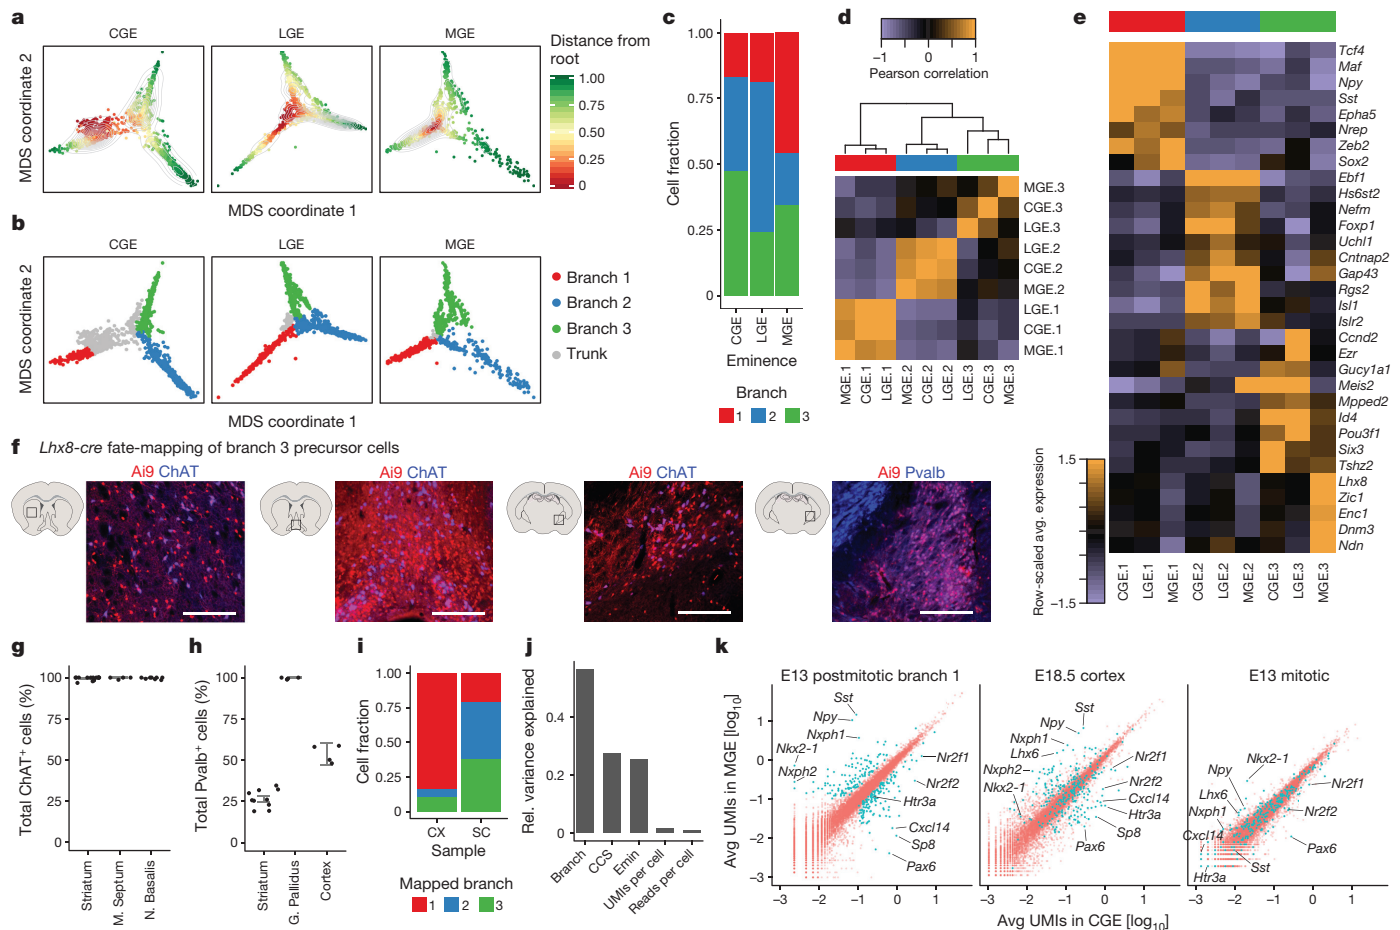 a
CGE
LGE
MGE
MDS coordinate 2
MDS coordinate 1
Distance from
root
1.00
0.75
0.50
0.25
0
b
CGE
LGE
MGE
MDS coordinate 2
MDS coordinate 1
Branch 1
Branch 2
Branch 3
Trunk
c
Cell fraction
1.00
0.75
0.50
0.25
0
CGE
LGE
MGE
Eminence
Branch
1 2 3
d
−1 0 1
Pearson correlation
MGE.3
CGE.3
LGE.3
LGE.2
CGE.2
MGE.2
LGE.1
CGE.1
MGE.1
MGE.1
CGE.1
LGE.1
MGE.2
CGE.2
LGE.2
LGE.3
CGE.3
MGE.3
e
Tcf4
Maf
Npy
Sst
Epha5
Nrep
Zeb2
Sox2
Ebf1
Hs6st2
Nefm
Foxp1
Uchl1
Cntnap2
Gap43
Rgs2
Isl1
Islr2
Ccnd2
Ezr
Gucy1a1
Meis2
Mpped2
Id4
Pou3f1
Six3
Tshz2
Lhx8
Zic1
Enc1
Dnm3
Ndn
CGE.1
LGE.1
MGE.1
CGE.2
LGE.2
MGE.2
CGE.3
LGE.3
MGE.3
1.5
−1.5
Row-scaled avg. expression
f
Lhx8-cre fate-mapping of branch 3 precursor cells
Ai9 ChAT
Ai9 ChAT
Ai9 ChAT
Ai9 Pvalb
g
Total ChAT+ cells (%)
100
75
50
25
0
Striatum
M. Septum
N. Basalis
h
Total Pvalb+ cells (%)
100
75
50
25
0
Striatum
G. Pallidus
Cortex
i
Cell fraction
1.00
0.75
0.50
0.25
0
CX SC
Sample
Mapped branch
1 2 3
j
Rel. variance explained
0.4
0.2
0
Branch
CCS
Emin
UMIs per cell
Reads per cell
k
E13 postmitotic branch 1
E18.5 cortex
E13 mitotic
Avg UMIs in MGE [log10]
1
0
−1
−2
−3
Sst
Npy
Nxph1
Nkx2-1
Nxph2
Nr2f1
Nr2f2
Htr3a
Cxcl14
Sp8
Pax6
Sst
Npy
Nxph1
Lhx6
Nxph2
Nkx2-1
Nr2f1
Nr2f2
Cxcl14
Htr3a
Sp8
Pax6
Nkx2-1
Npy
Lhx6
Nxph1
Cxcl14
Htr3a
Nr2f1
Nr2f2
Pax6
Sst
−3 −2 −1 0 1
−3 −2 −1 0 1
−3 −2 −1 0 1
Avg UMIs in CGE [log10]